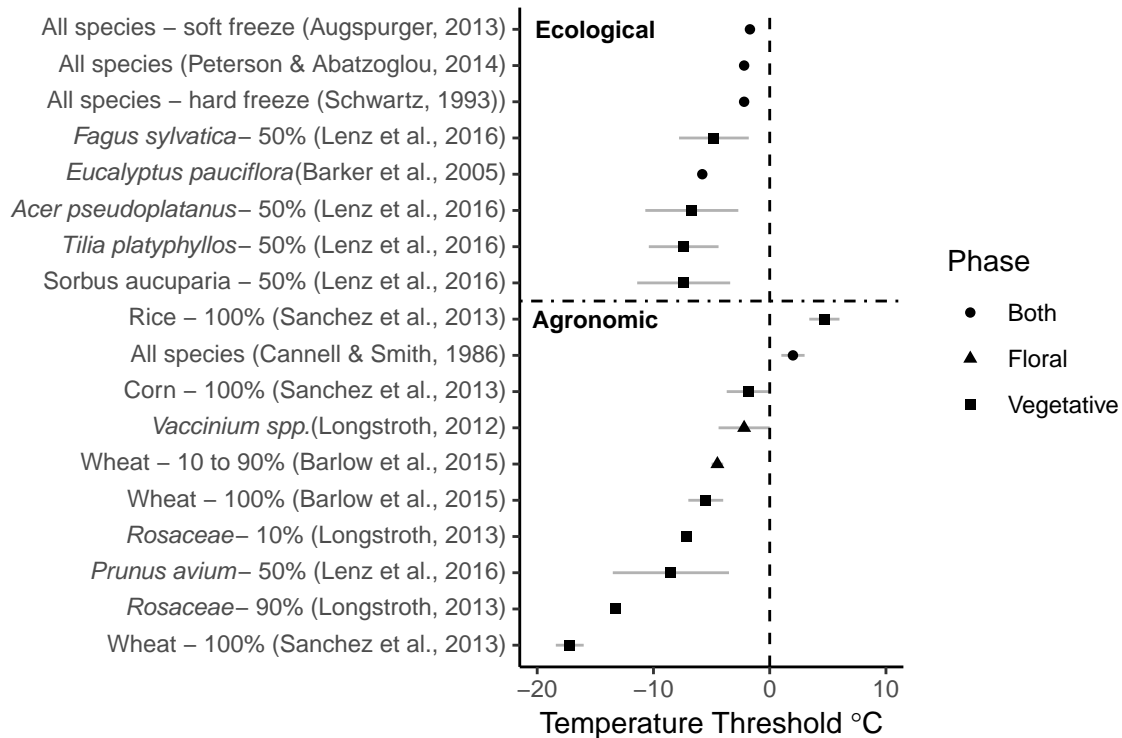 All species – soft freeze (Augspurger, 2013)
Ecological
All species (Peterson & Abatzoglou, 2014)
All species – hard freeze (Schwartz, 1993))
Fagus sylvatica– 50% (Lenz et al., 2016)
Eucalyptus pauciflora(Barker et al., 2005)
Acer pseudoplatanus– 50% (Lenz et al., 2016)
Tilia platyphyllos– 50% (Lenz et al., 2016)
Sorbus aucuparia – 50% (Lenz et al., 2016)
Rice – 100% (Sanchez et al., 2013)
Agronomic
All species (Cannell & Smith, 1986)
Corn – 100% (Sanchez et al., 2013)
Vaccinium spp.(Longstroth, 2012)
Wheat – 10 to 90% (Barlow et al., 2015)
Wheat – 100% (Barlow et al., 2015)
Rosaceae– 10% (Longstroth, 2013)
Prunus avium– 50% (Lenz et al., 2016)
Rosaceae– 90% (Longstroth, 2013)
Wheat – 100% (Sanchez et al., 2013)
−20 −10 0 10
Temperature Threshold °C
Phase
Both
Floral
Vegetative